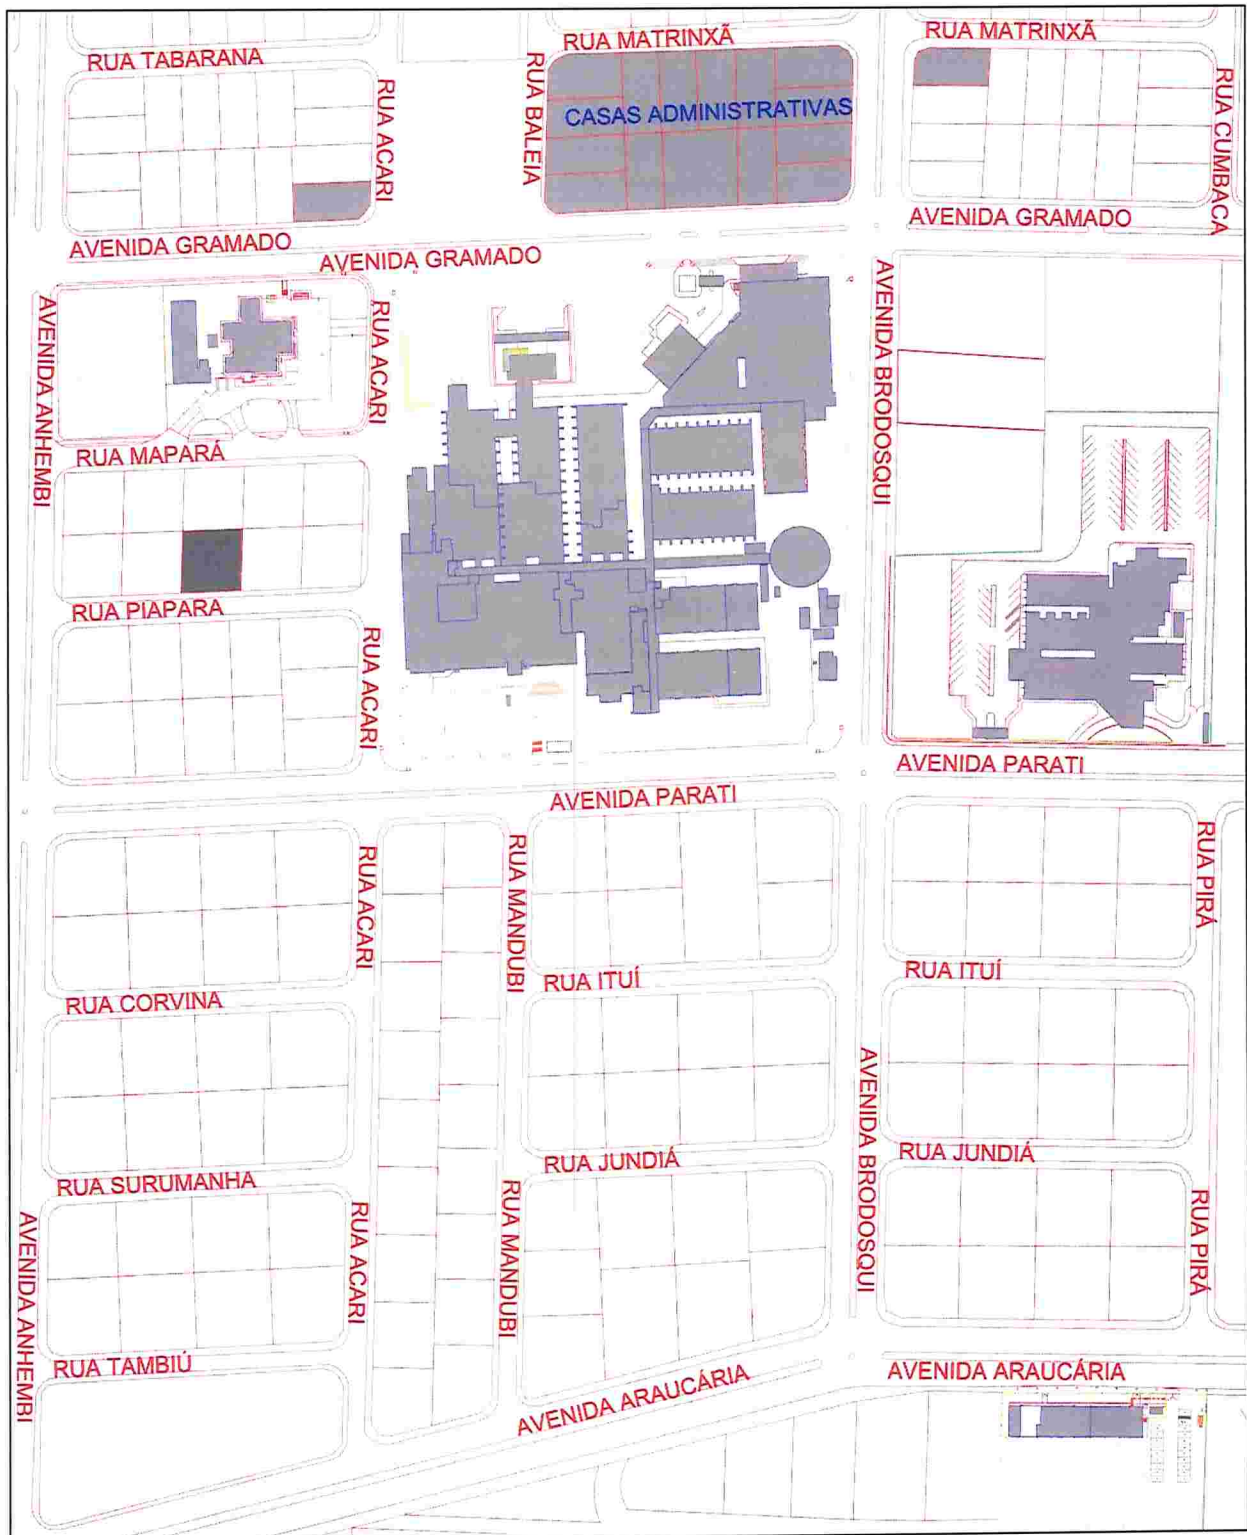 RUA MATRINXÃ
RUA MATRINXÃ
RUA TABARANA
RUA BALEIA
RUA ACARI
RUA CUMBACA
CASAS ADMINISTRATIVAS
AVENIDA GRAMADO
AVENIDA GRAMADO
AVENIDA GRAMADO
AVENIDA ANHEMBI
RUA ACARI
AVENIDA BRODOSQUI
RUA MAPARÁ
RUA PIAPARA
RUA ACARI
AVENIDA PARATI
AVENIDA PARATI
RUA ACARI
RUA MANDUBI
RUA PIRÁ
RUA ITUÍ
RUA ITUÍ
RUA CORVINA
AVENIDA BRODOSQUI
RUA JUNDIÁ
RUA JUNDIÁ
RUA SURUMANHA
RUA ACARI
RUA MANDUBI
RUA PIRÁ
AVENIDA ANHEMBI
RUA TAMBIÚ
AVENIDA ARAUCÁRIA
AVENIDA ARAUCÁRIA